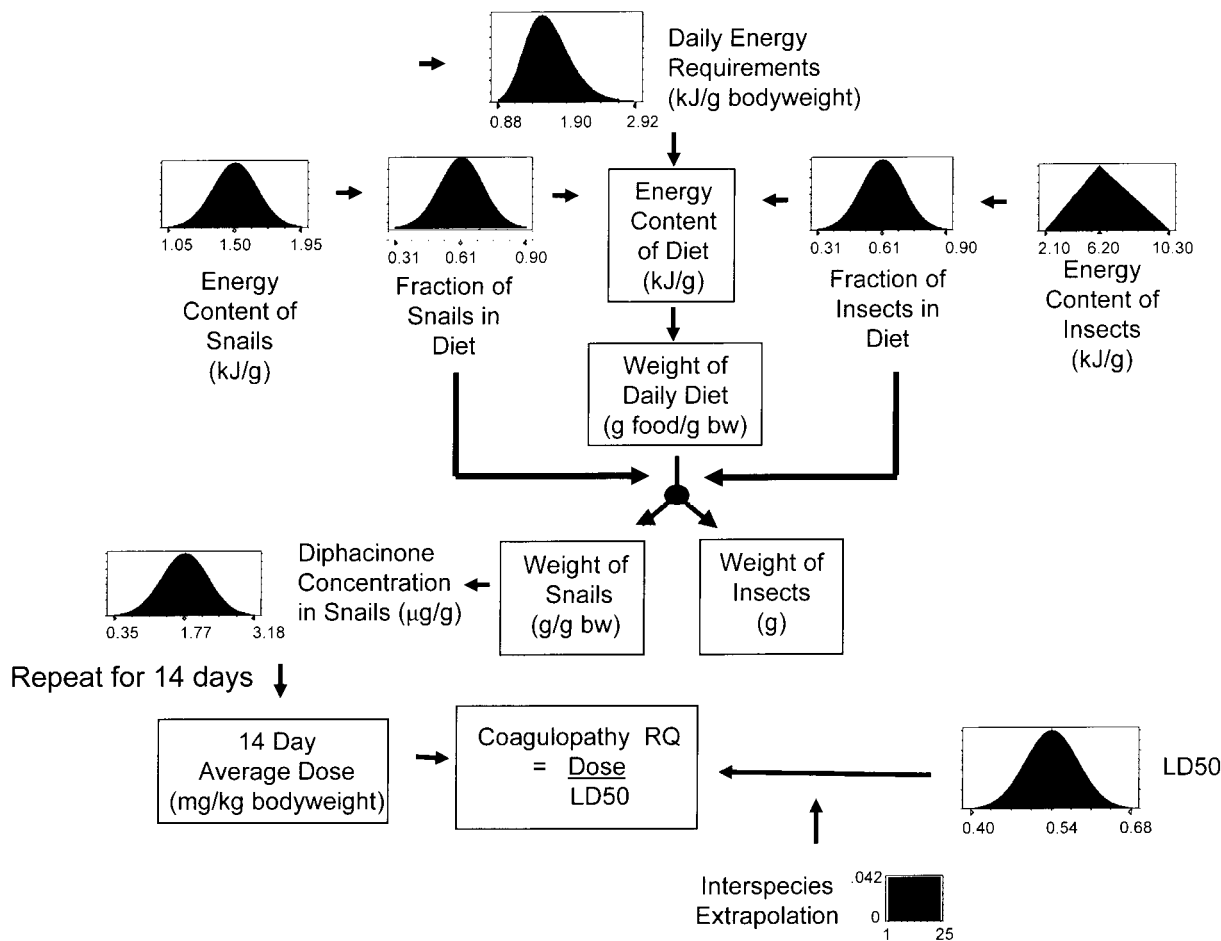 Daily Energy
Requirements
(kJ/g bodyweight)
0.88 1.90 2.92
1.05 1.50 1.95
Energy
Content of
Snails
(kJ/g)
0.31 0.61 0.90
Fraction of
Snails in
Diet
Energy
Content
of Diet
(kJ/g)
0.31 0.61 0.90
Fraction of
Insects in
Diet
2.10 6.20 10.30
Energy
Content of
Insects
(kJ/g)
Weight of
Daily Diet
(g food/g bw)
Diphacinone
Concentration
in Snails (μg/g)
0.35 1.77 3.18
Weight of
Snails
(g/g bw)
Weight of
Insects
(g)
Repeat for 14 days
14 Day
Average Dose
(mg/kg bodyweight)
Coagulopathy RQ
= Dose
LD50
LD50
0.40 0.54 0.68
Interspecies
Extrapolation
.042
0
1 25